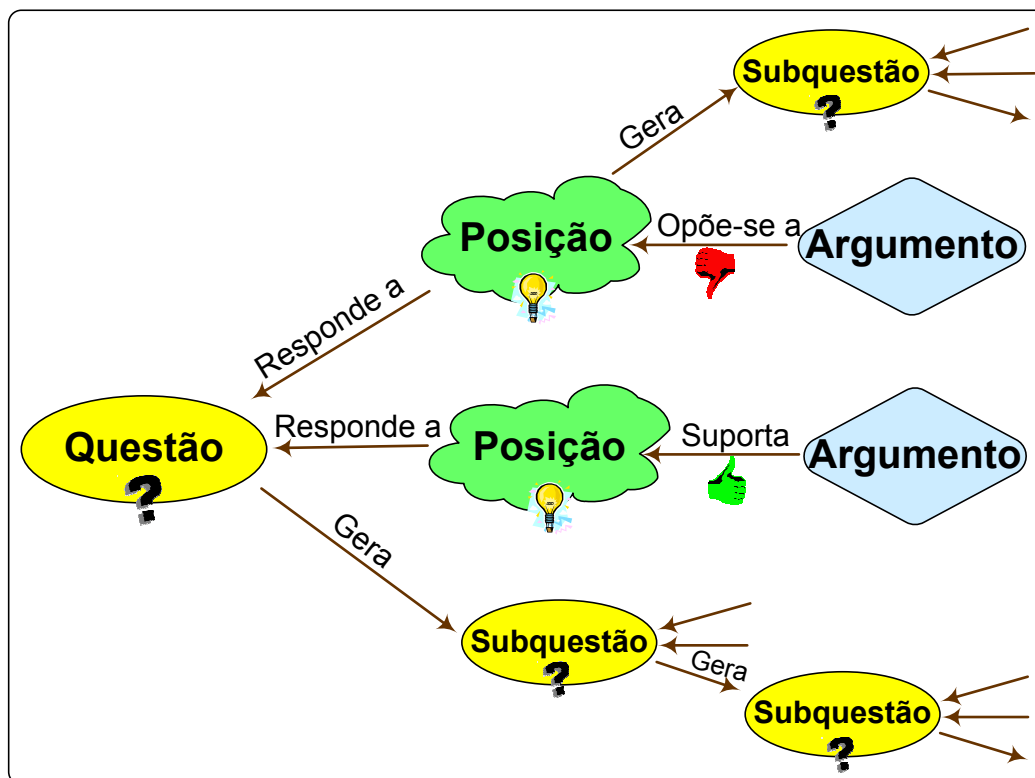 Subquestão
?
Gera
Posição
Opõe-se a
Argumento
Responde a
Questão
?
Responde a
Posição
Suporta
Argumento
Gera
Subquestão
?
Gera
Subquestão
?